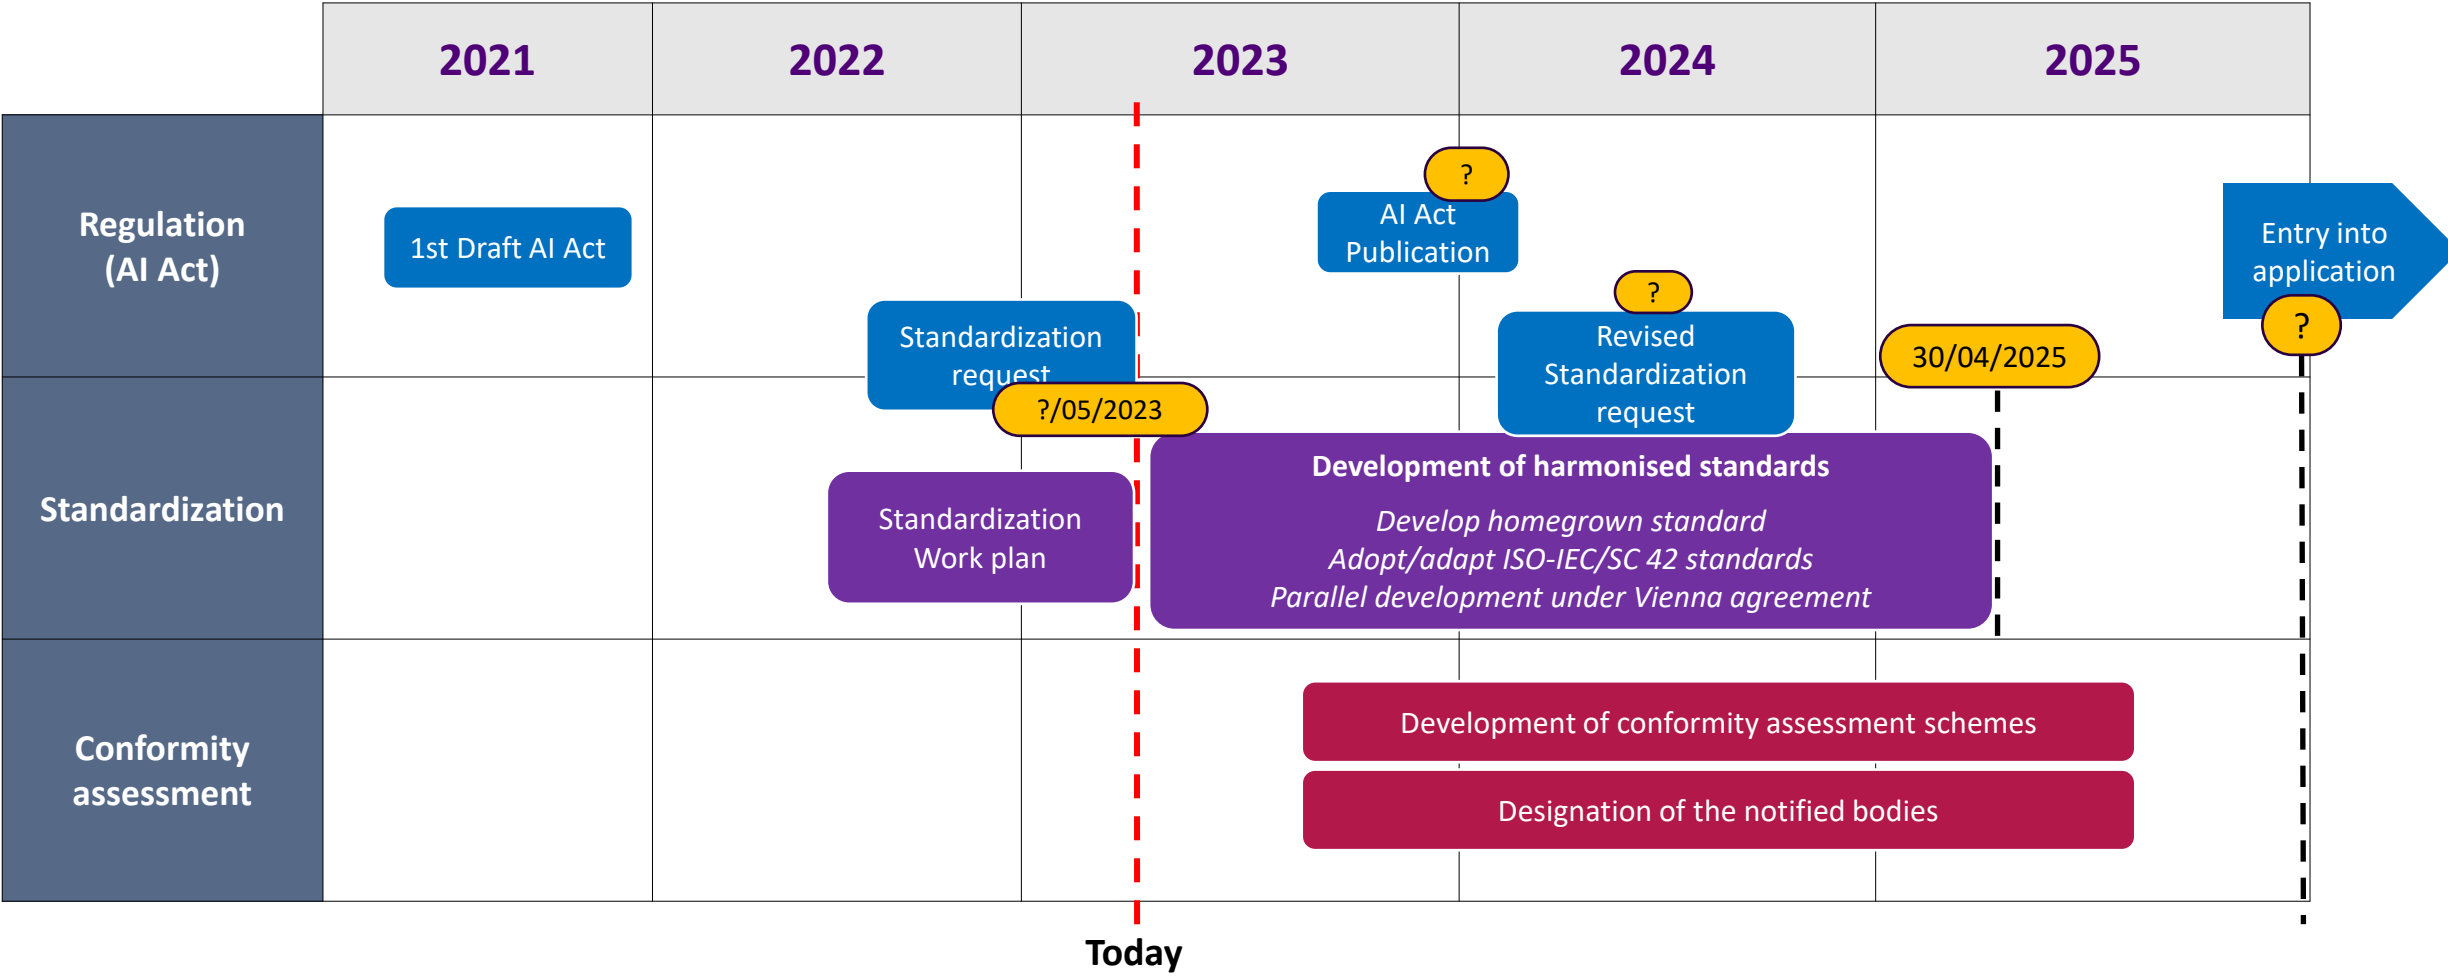 2021
2022
2023
2024
2025
Regulation
(AI Act)
1st Draft AI Act
?
AI Act
Publication
Entry into
application
?
Standardization
request
?/05/2023
?
Revised
Standardization
request
30/04/2025
Standardization
Standardization
Work plan
Development of harmonised standards
Develop homegrown standard
Adopt/adapt ISO-IEC/SC 42 standards
Parallel development under Vienna agreement
Conformity
assessment
Development of conformity assessment schemes
Designation of the notified bodies
Today